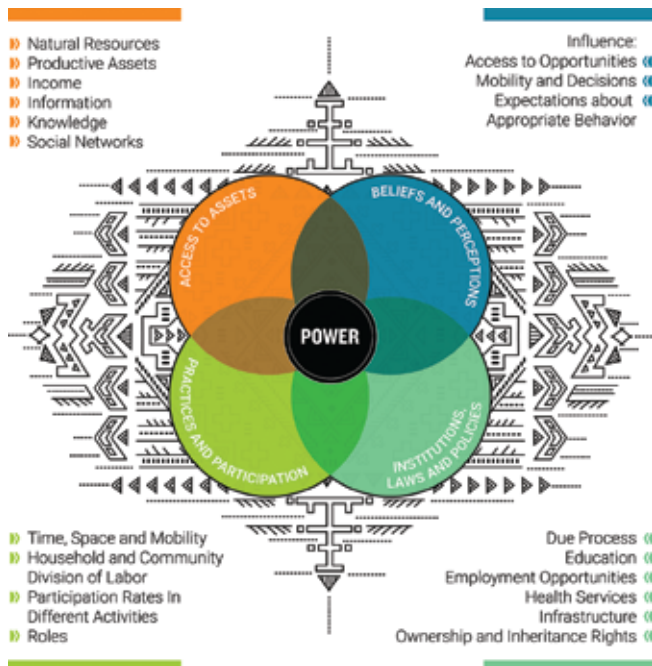 Natural Resources
Productive Assets
Income
Information
Knowledge
Social Networks
Influence:
Access to Opportunities
Mobility and Decisions
Expectations about
Appropriate Behavior
ACCESS TO ASSETS
BELIEFS AND PERCEPTIONS
POWER
PRACTICES AND PARTICIPATION
INSTITUTIONS,
LAWS AND POLICIES
Time, Space and Mobility
Household and Community
Division of Labor
Participation Rates In
Different Activities
Roles
Due Process
Education
Employment Opportunities
Health Services
Infrastructure
Ownership and Inheritance Rights